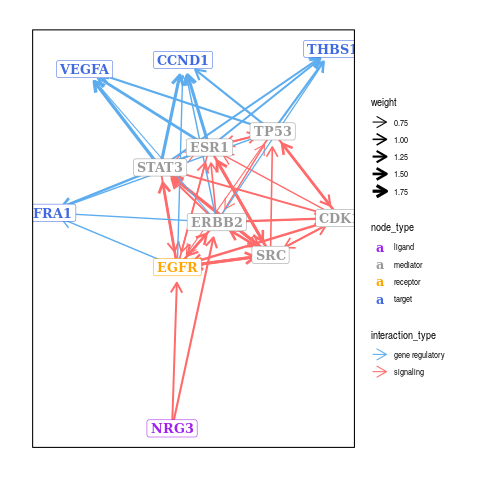 THBS1
CCND1
VEGFA
TP53
ESR1
STAT3
FRA1
ERBB2
CDK
SRC
EGFR
NRG3
weight
0.75
1.00
1.25
1.50
1.75
node_type
a ligand
a mediator
a receptor
a target
interaction_type
gene regulatory
signaling